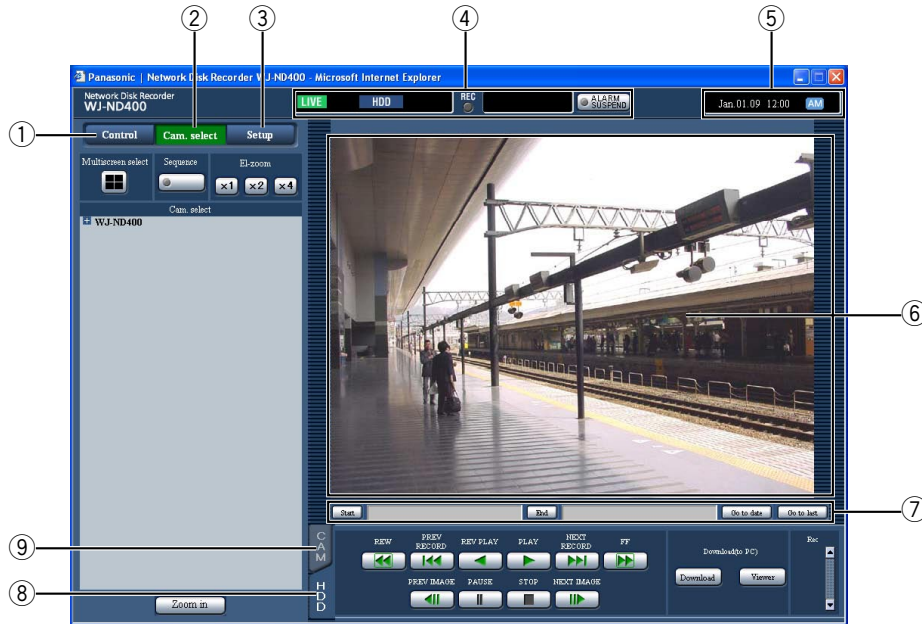 ② ③ ④ ⑤
Panasonic | Network Disk Recorder WJ-ND400 - Microsoft Internet Explorer
Network Disk Recorder
WJ-ND400
LIVE HDD REC ALARM SUSPEND Jan.01.09 12:00 AM
① Control Cam. select Setup
Multiscreen select Sequence El-zoom
x1 x2 x4
Cam. select
WJ-ND400
⑥
Start End Go to date Go to last ⑦
⑨ CAM
REW PREV RECORD REV PLAY PLAY NEXT RECORD FF Download(to PC) Rec
PREV IMAGE PAUSE STOP NEXT IMAGE Download Viewer
⑧ HDD
Zoom in